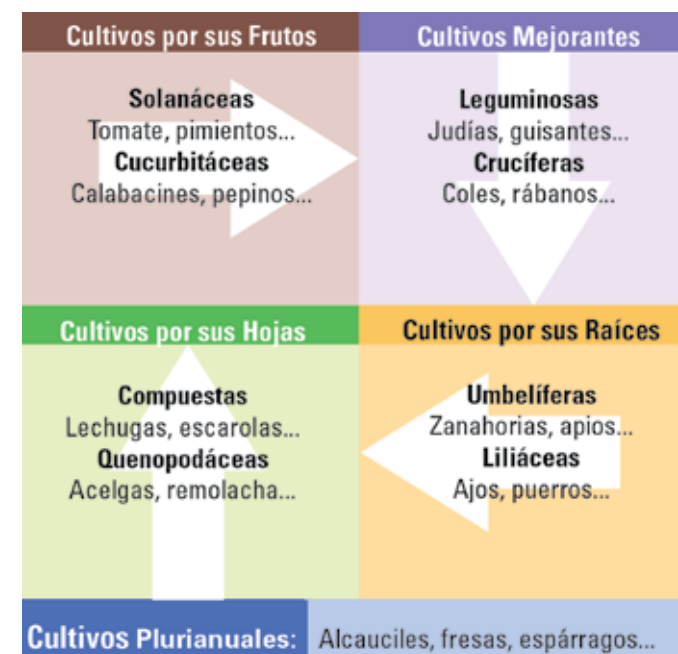 Cultivos por sus Frutos
Solanáceas
Tomate, pimientos...
Cucurbitáceas
Calabacines, pepinos...
Cultivos Mejorantes
Leguminosas
Judías, guisantes...
Crucíferas
Coles, rábanos...
Cultivos por sus Hojas
Compuestas
Lechugas, escarolas...
Quenopodáceas
Acelgas, remolacha...
Cultivos por sus Raíces
Umbelíferas
Zanahorias, apios...
Liliáceas
Ajos, puerros...
Cultivos Plurianuales: Alcauciles, fresas, espárragos...